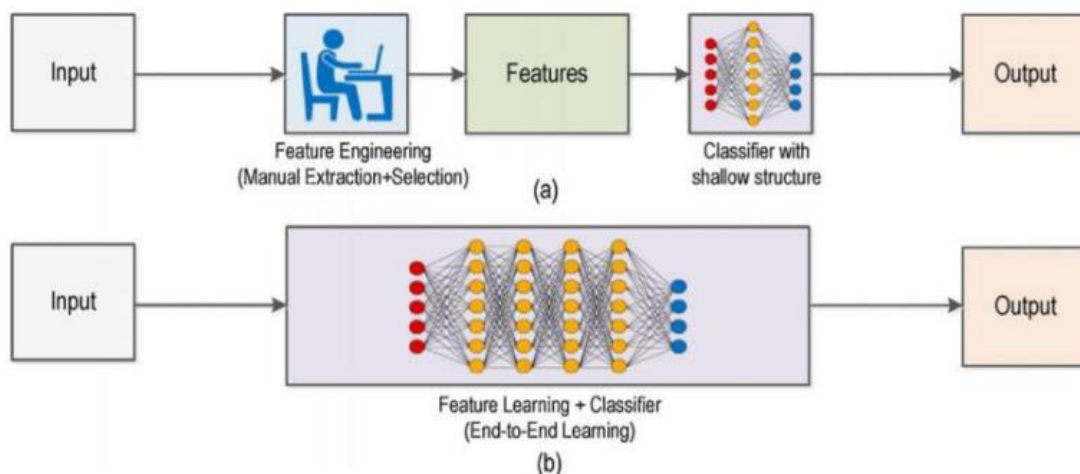 Input
Features
Output
Feature Engineering
(Manual Extraction+Selection)
Classifier with
shallow structure
(a)
Input
Output
Feature Learning + Classifier
(End-to-End Learning)
(b)